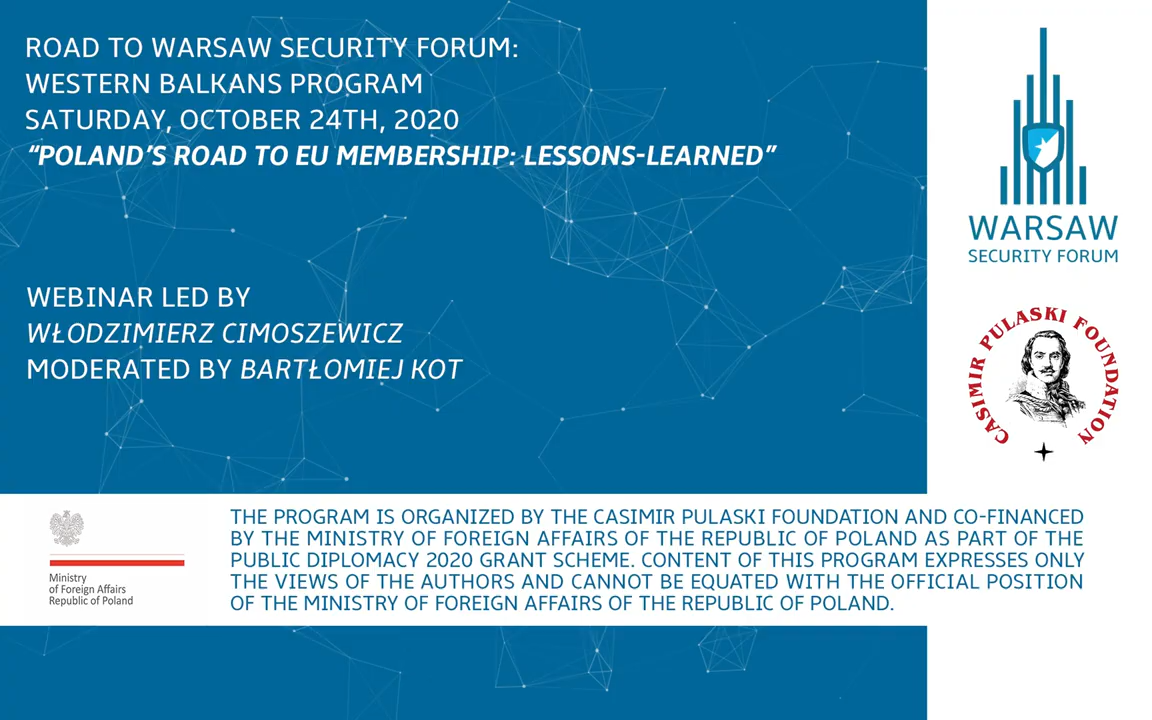 ROAD TO WARSAW SECURITY FORUM:
WESTERN BALKANS PROGRAM
SATURDAY, OCTOBER 24TH, 2020
“POLAND’S ROAD TO EU MEMBERSHIP: LESSONS-LEARNED”
WEBINAR LED BY
WŁODZIMIERZ CIMOSZEWICZ
MODERATED BY BARTŁOMIEJ KOT
WARSAW
SECURITY FORUM
CASIMIR PULASKI FOUNDATION
Ministry
of Foreign Affairs
Republic of Poland
THE PROGRAM IS ORGANIZED BY THE CASIMIR PULASKI FOUNDATION AND CO-FINANCED
BY THE MINISTRY OF FOREIGN AFFAIRS OF THE REPUBLIC OF POLAND AS PART OF THE
PUBLIC DIPLOMACY 2020 GRANT SCHEME. CONTENT OF THIS PROGRAM EXPRESSES ONLY
THE VIEWS OF THE AUTHORS AND CANNOT BE EQUATED WITH THE OFFICIAL POSITION
OF THE MINISTRY OF FOREIGN AFFAIRS OF THE REPUBLIC OF POLAND.